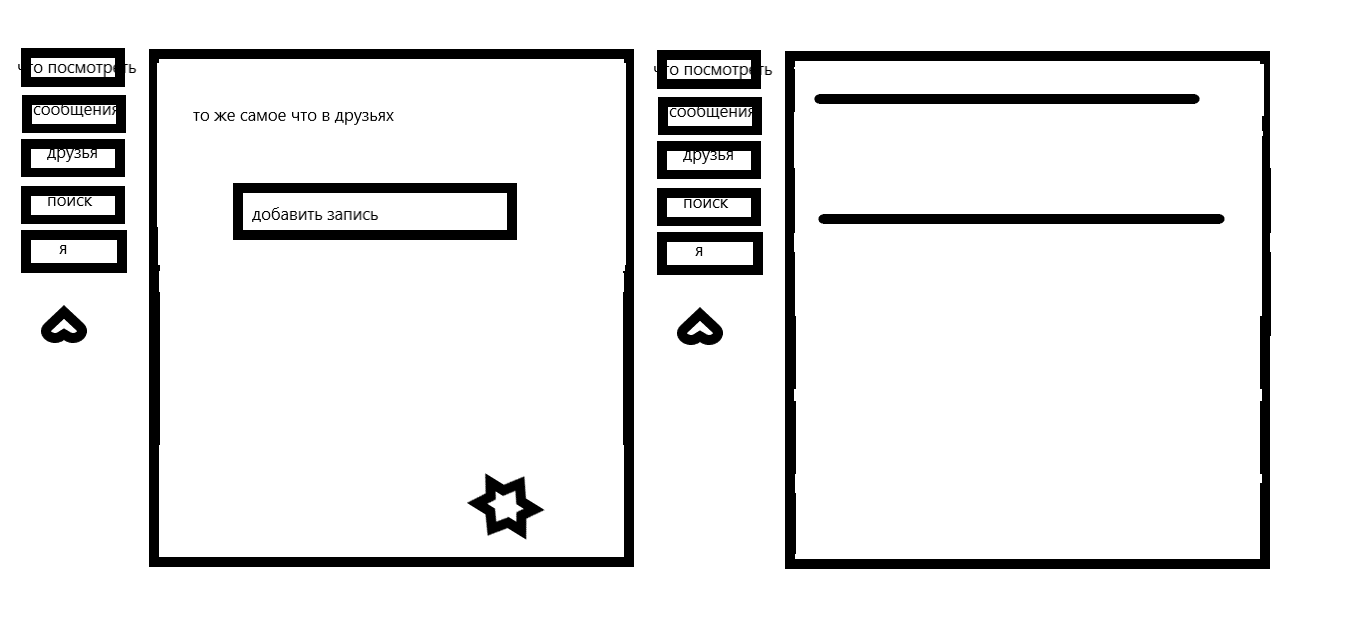 что посмотреть
сообщения
друзья
поиск
я
то же самое что в друзьях
добавить запись
что посмотреть
сообщения
друзья
поиск
я